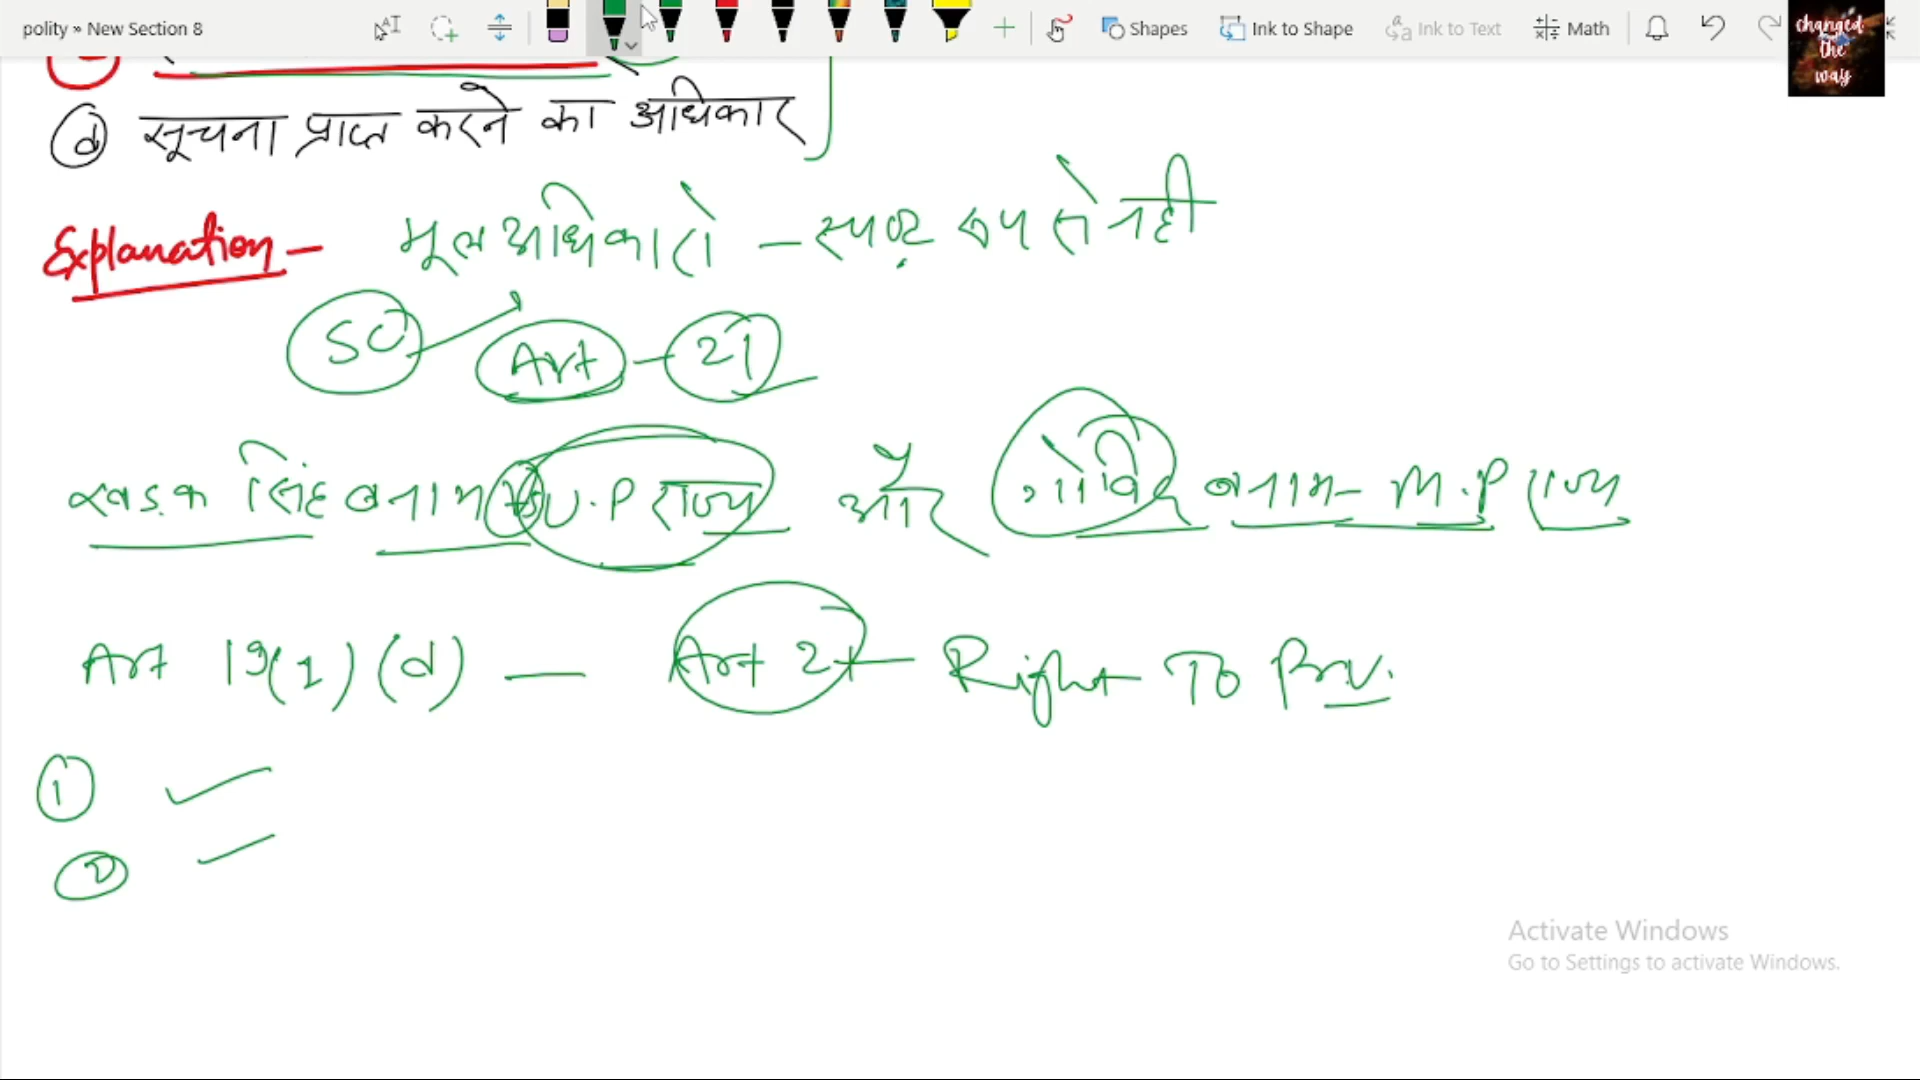 polity » New Section 8
Shapes Ink to Shape Ink to Text Math
changed
the
way
d सूचना प्राप्त करने का अधिकार
Explanation - मूल अधिकारो - स्पष्ट रूप से नही
SC Art - 21
खड़क सिंह बनाम U.P राज्य और गोविंद बनाम - M.P राज्य
Art 19(1)(d) — Art 21 - Right To Priv.
1
2
Activate Windows
Go to Settings to activate Windows.